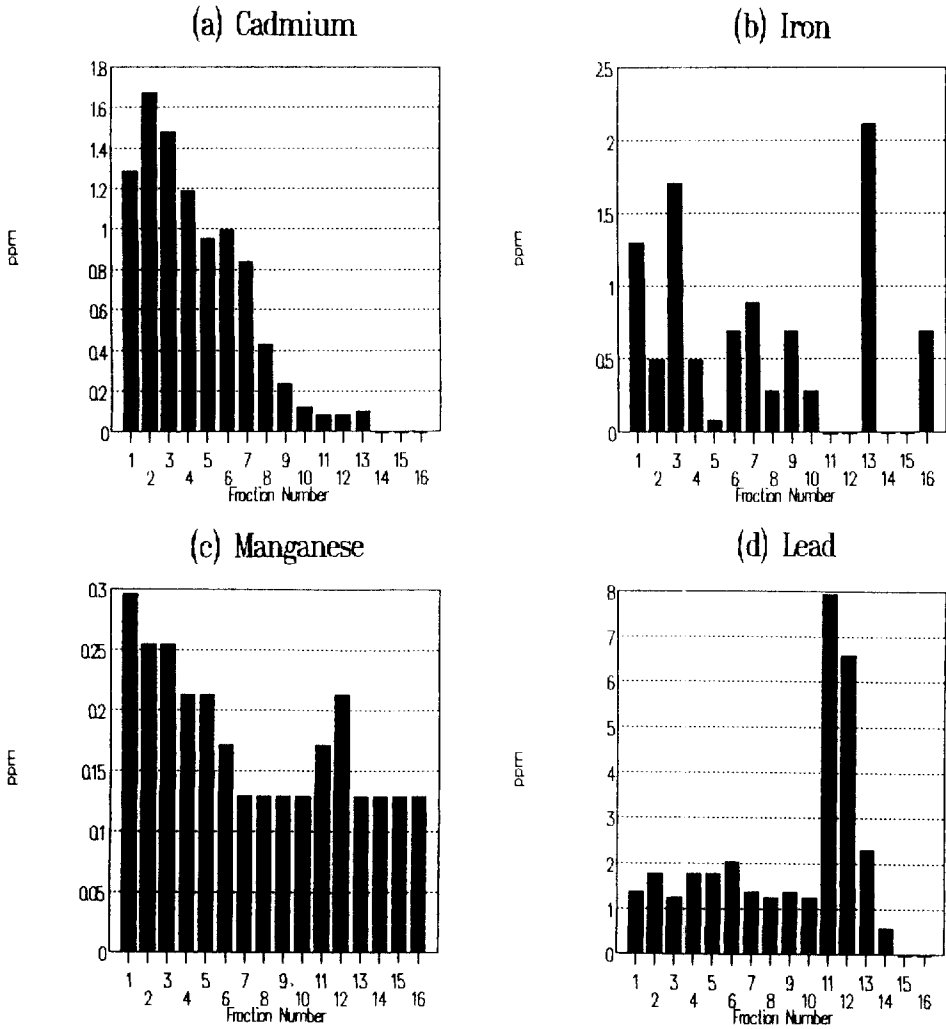 (a) Cadmium
1.8
1.6
1.4
1.2
1
0.8
0.6
0.4
0.2
0
ppm
1 3 5 7 9 11 13 15
2 4 6 8 10 12 14 16
Fraction Number
(b) Iron
2.5
2
1.5
1
0.5
0
ppm
1 3 5 7 9 11 13 15
2 4 6 8 10 12 14 16
Fraction Number
(c) Manganese
0.3
0.25
0.2
0.15
0.1
0.05
0
ppm
1 3 5 7 9 11 13 15
2 4 6 8 10 12 14 16
Fraction Number
(d) Lead
8
7
6
5
4
3
2
1
0
ppm
1 3 5 7 9 11 13 15
2 4 6 8 10 12 14 16
Fraction Number